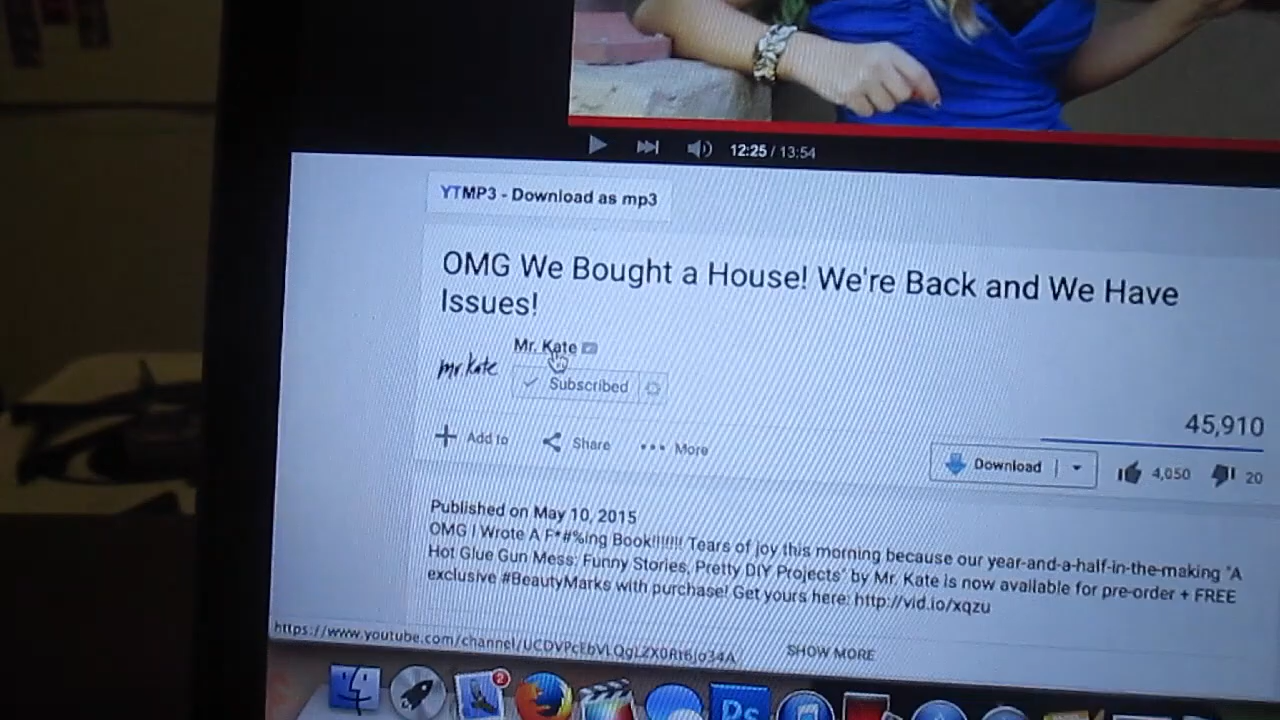 12:25 / 13:54
YTMP3 - Download as mp3
OMG We Bought a House! We're Back and We Have
Issues!
mr.kate
Mr. Kate
Subscribed
45,910
Add to
Share
More
Download
4,050
20
Published on May 10, 2015
OMG I Wrote A F*#%ing Book!!!!!!! Tears of joy this morning because our year-and-a-half-in-the-making "A
Hot Glue Gun Mess: Funny Stories, Pretty DIY Projects" by Mr. Kate is now available for pre-order + FREE
exclusive #BeautyMarks with purchase! Get yours here: http://vid.io/xqzu
SHOW MORE
2
Ps